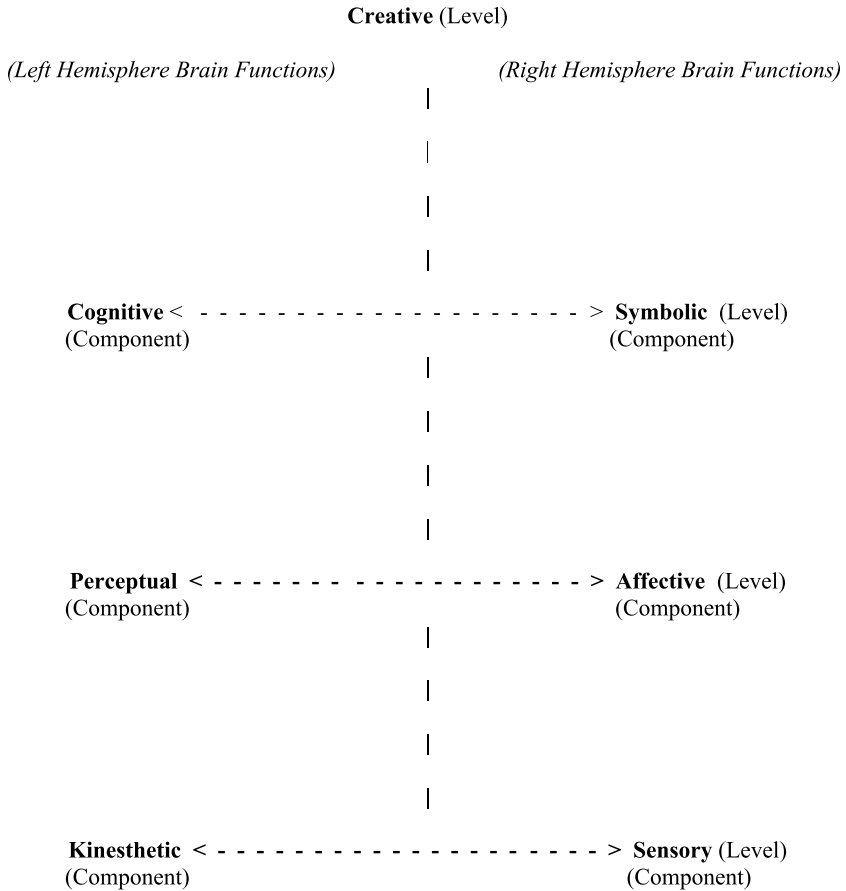 Creative (Level)
(Left Hemisphere Brain Functions) (Right Hemisphere Brain Functions)
Cognitive < - - - - - - - - - - - - - - - - - - - - > Symbolic (Level)
(Component) (Component)
Perceptual < - - - - - - - - - - - - - - - - - - - > Affective (Level)
(Component) (Component)
Kinesthetic < - - - - - - - - - - - - - - - - - - - - > Sensory (Level)
(Component) (Component)